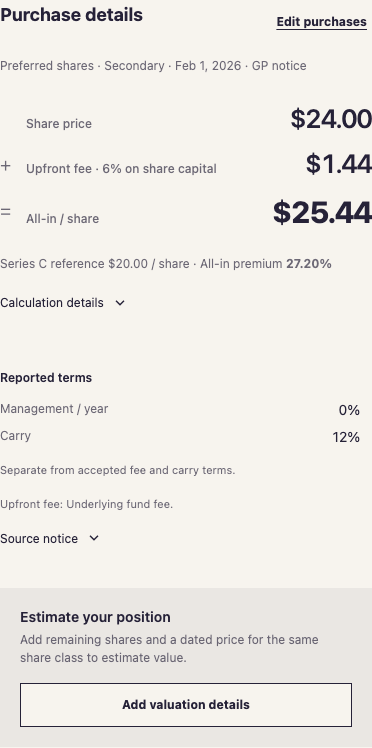 Purchase details
Edit purchases
Preferred shares · Secondary · Feb 1, 2026 · GP notice
Share price $24.00
+ Upfront fee · 6% on share capital $1.44
= All-in / share $25.44
Series C reference $20.00 / share · All-in premium 27.20%
Calculation details
Reported terms
Management / year 0%
Carry 12%
Separate from accepted fee and carry terms.
Upfront fee: Underlying fund fee.
Source notice
Estimate your position
Add remaining shares and a dated price for the same
share class to estimate value.
Add valuation details